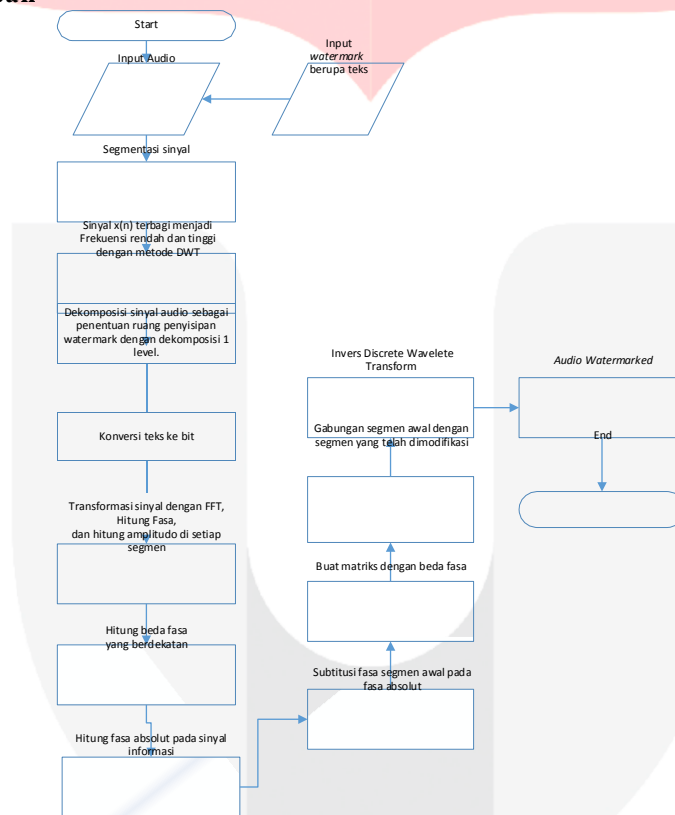 Start
Input Audio
Input
watermark
berupa teks
Segmentasi sinyal
Sinyal x(n) terbagi menjadi
Frekuensi rendah dan tinggi
dengan metode DWT
Dekomposisi sinyal audio sebagai
penentuan ruang penyisipan
watermark dengan dekomposisi 1
level.
Konversi teks ke bit
Transformasi sinyal dengan FFT,
Hitung Fasa,
dan hitung amplitudo di setiap
segmen
Hitung beda fasa
yang berdekatan
Hitung fasa absolut pada sinyal
informasi
Subtitusi fasa segmen awal pada
fasa absolut
Buat matriks dengan beda fasa
Gabungan segmen awal dengan
segmen yang telah dimodifikasi
Invers Discrete Wavelete
Transform
Audio Watermarked
End